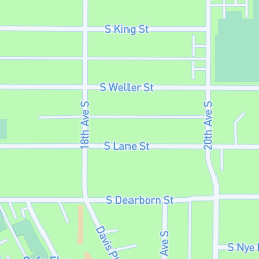 S King St
S Weller St
18th Ave S
20th Ave S
S Lane St
S Dearborn St
Davis Pl
Ave S
S Nye